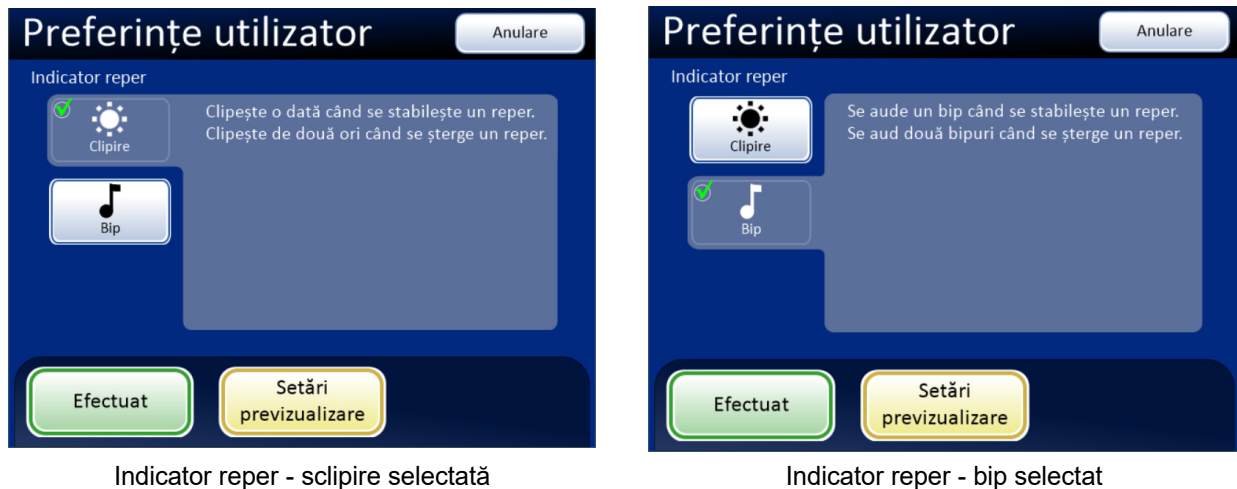 Preferințe utilizator
Anulare
Indicator reper
Clipire
Clipește o dată când se stabilește un reper.
Clipește de două ori când se șterge un reper.
Bip
Efectuat
Setări
previzualizare
Indicator reper - sclipire selectată
Preferințe utilizator
Anulare
Indicator reper
Clipire
Se aude un bip când se stabilește un reper.
Se aud două bipuri când se șterge un reper.
Bip
Efectuat
Setări
previzualizare
Indicator reper - bip selectat